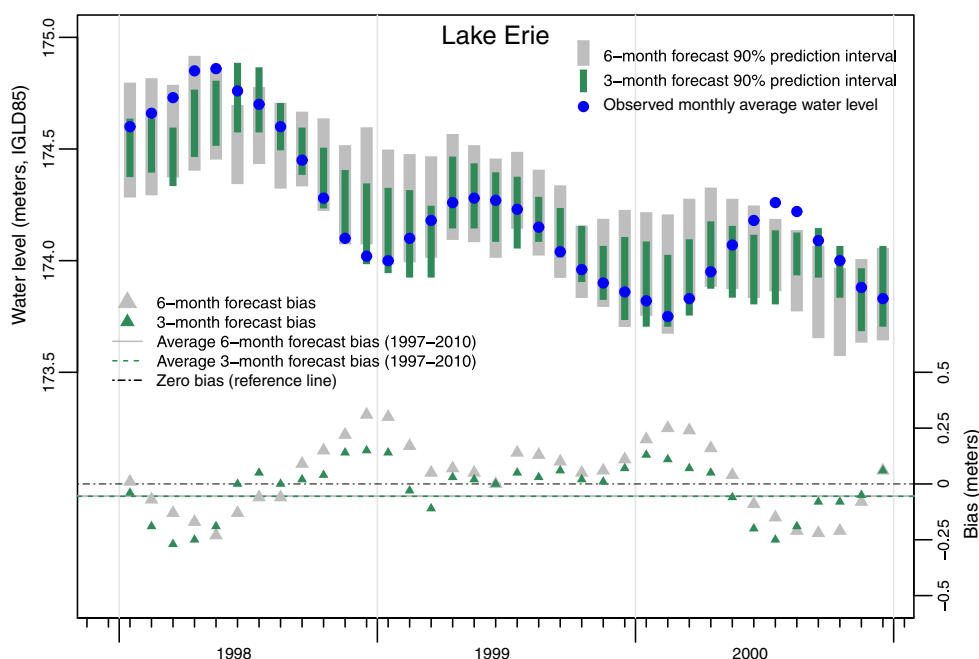 Lake Erie
6−month forecast 90% prediction interval
3−month forecast 90% prediction interval
Observed monthly average water level
Water level (meters, IGLD85)
175.0
174.5
174.0
173.5
6−month forecast bias
3−month forecast bias
Average 6−month forecast bias (1997−2010)
Average 3−month forecast bias (1997−2010)
Zero bias (reference line)
0.5
0.25
0
−0.25
−0.5
Bias (meters)
1998
1999
2000